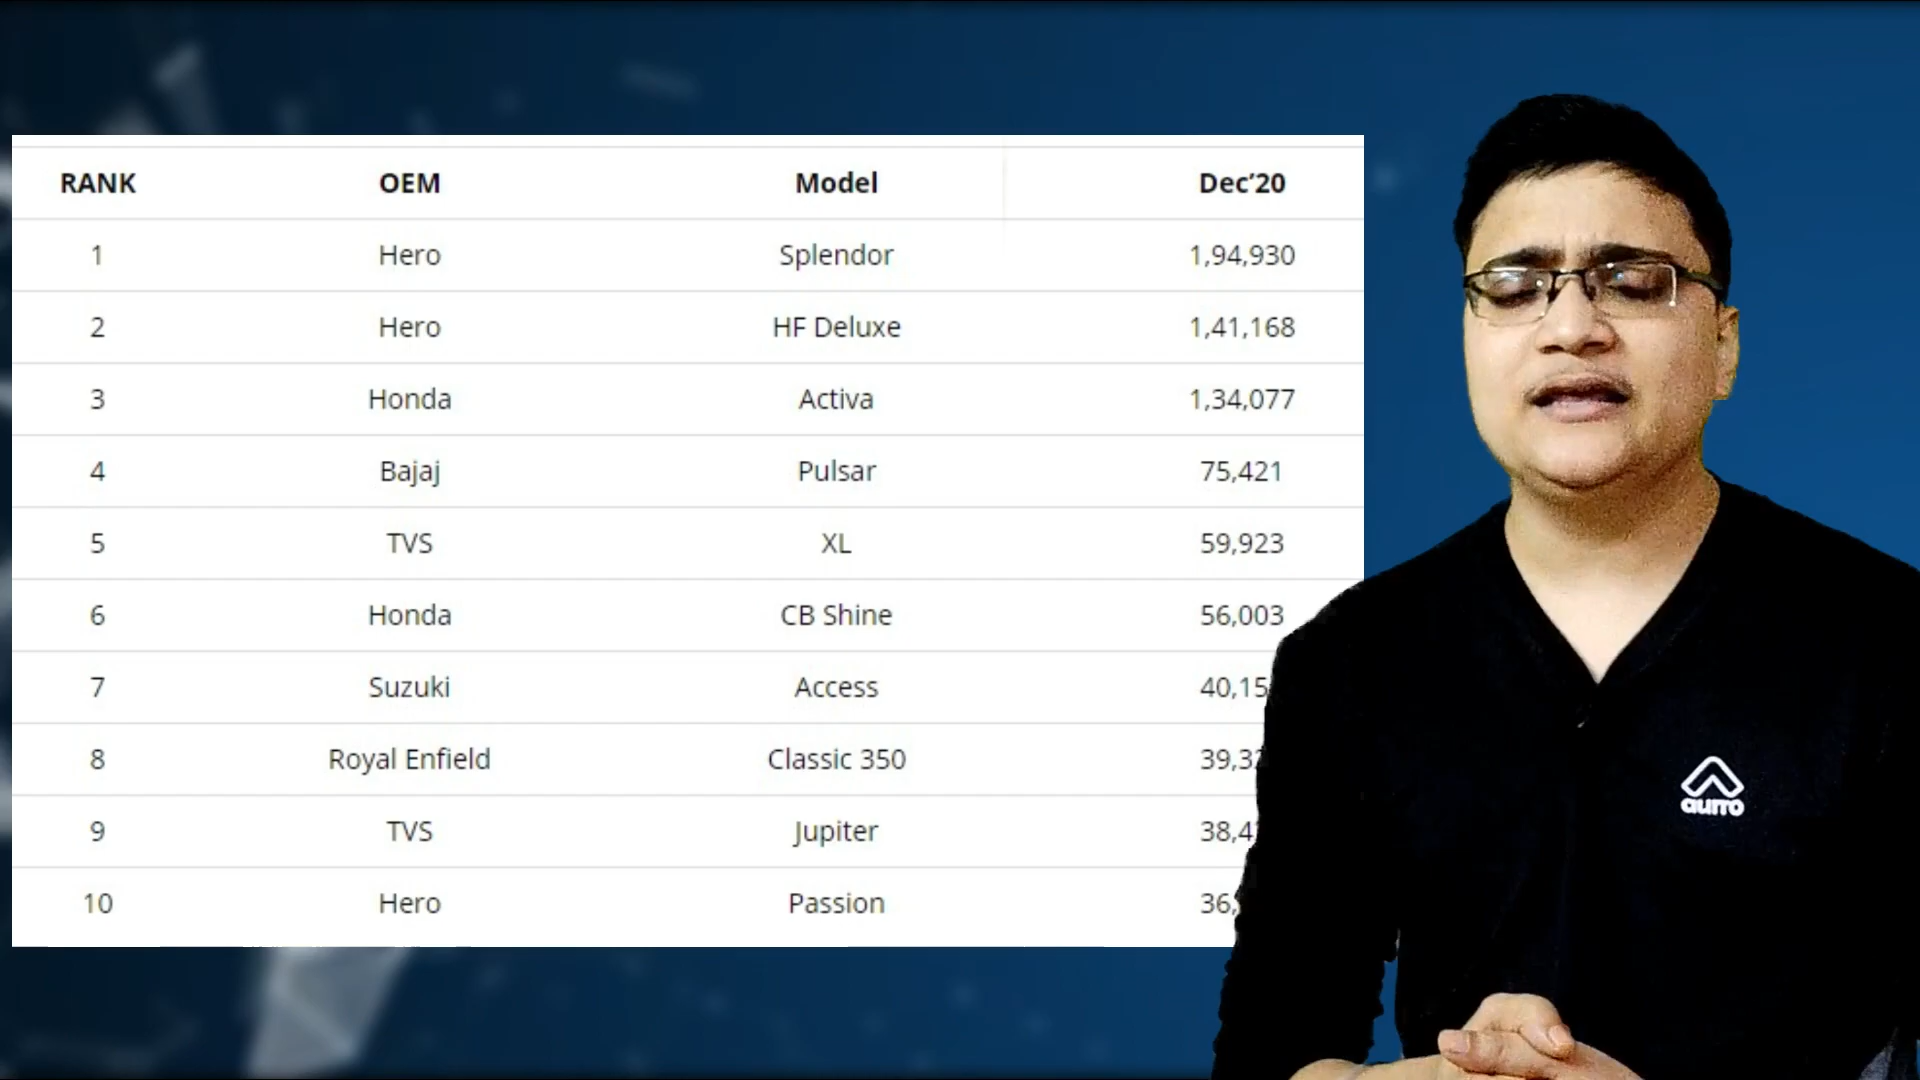 RANK OEM Model Dec’20
1 Hero Splendor 1,94,930
2 Hero HF Deluxe 1,41,168
3 Honda Activa 1,34,077
4 Bajaj Pulsar 75,421
5 TVS XL 59,923
6 Honda CB Shine 56,003
7 Suzuki Access
8 Royal Enfield Classic 350
9 TVS Jupiter
10 Hero Passion
aurro